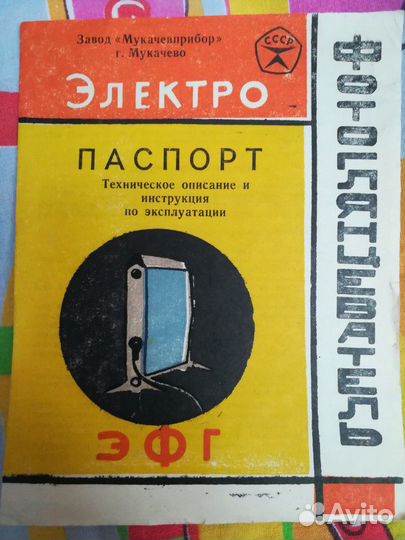 Завод «Мукачевприбор»
г. Мукачево
СССР
ЭЛЕКТРО
ФОТОГЛЯНЦЕВАТЕЛЬ
ПАСПОРТ
Техническое описание и
инструкция
по эксплуатации
ЭФГ
Avito